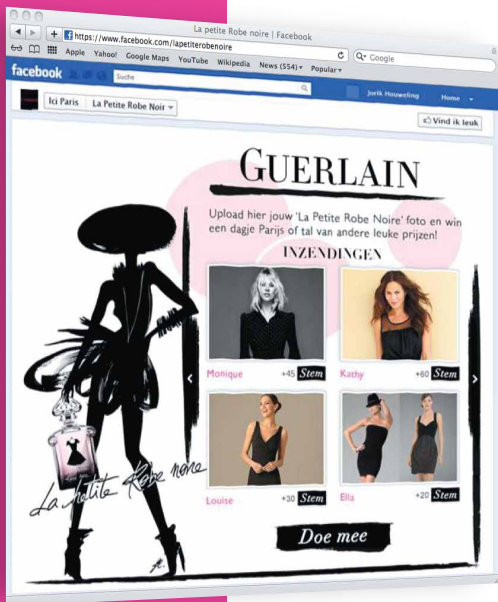 La petite Robe noire | Facebook
https://www.facebook.com/lapetiterobenoire
Google
Apple Yahoo! Google Maps YouTube Wikipedia News (554) Popular
facebook
Suche
Jorik Houweling Home
Ici Paris La Petite Robe Noir
Vind ik leuk
GUERLAIN
Upload hier jouw 'La Petite Robe Noire' foto en win
een dagje Parijs of tal van andere leuke prijzen!
INZENDINGEN
Monique +45 Stem
Kathy +60 Stem
Louise +30 Stem
Ella +20 Stem
La petite Robe noire
Doe mee